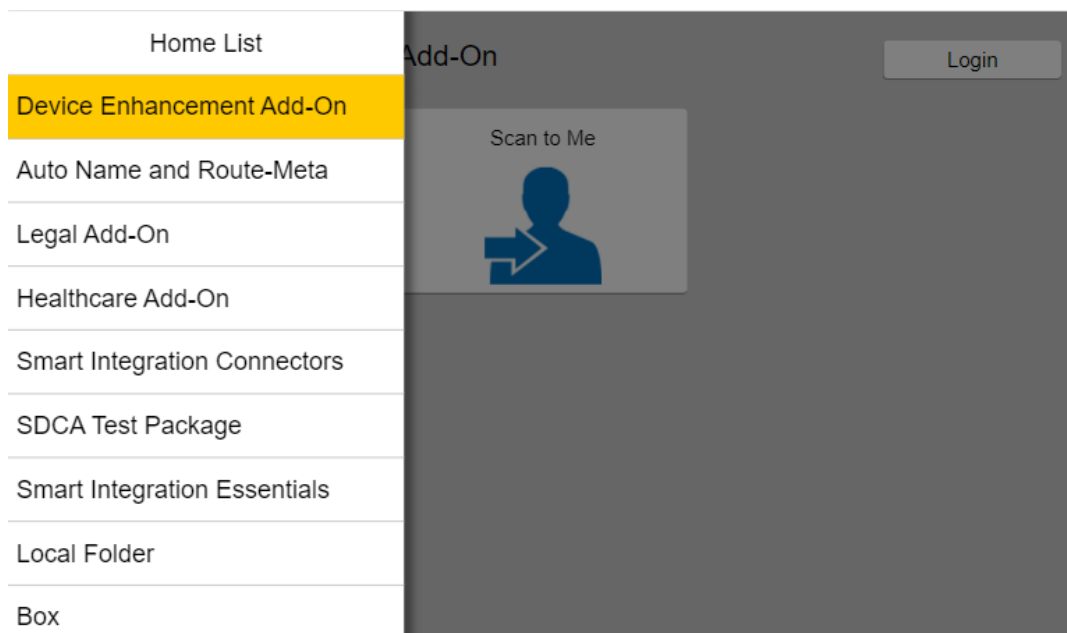 Home List
Device Enhancement Add-On
Auto Name and Route-Meta
Legal Add-On
Healthcare Add-On
Smart Integration Connectors
SDCA Test Package
Smart Integration Essentials
Local Folder
Box
Add-On
Login
Scan to Me